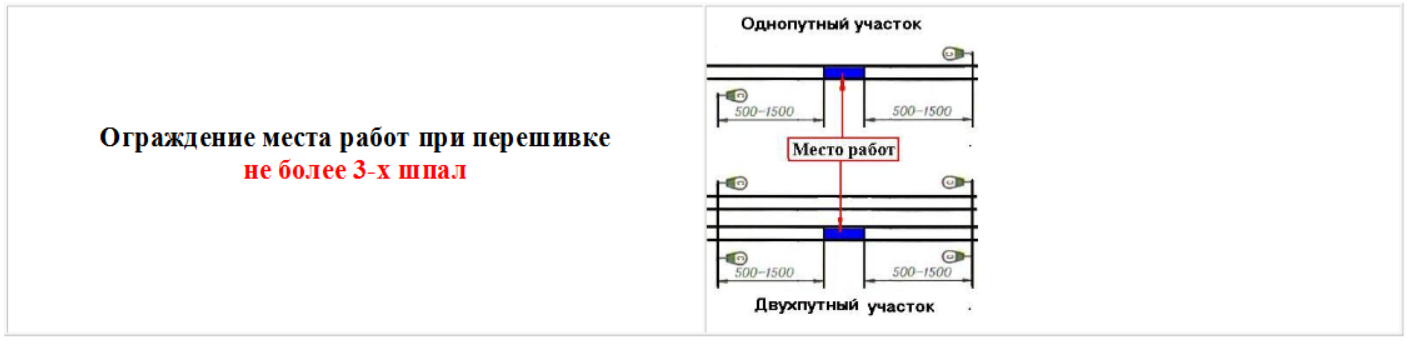 Ограждение места работ при перешивке
не более 3-х шпал
Однопутный участок
С
С
500-1500
500-1500
Место работ
С
С
С
С
500-1500
500-1500
Двухпутный участок